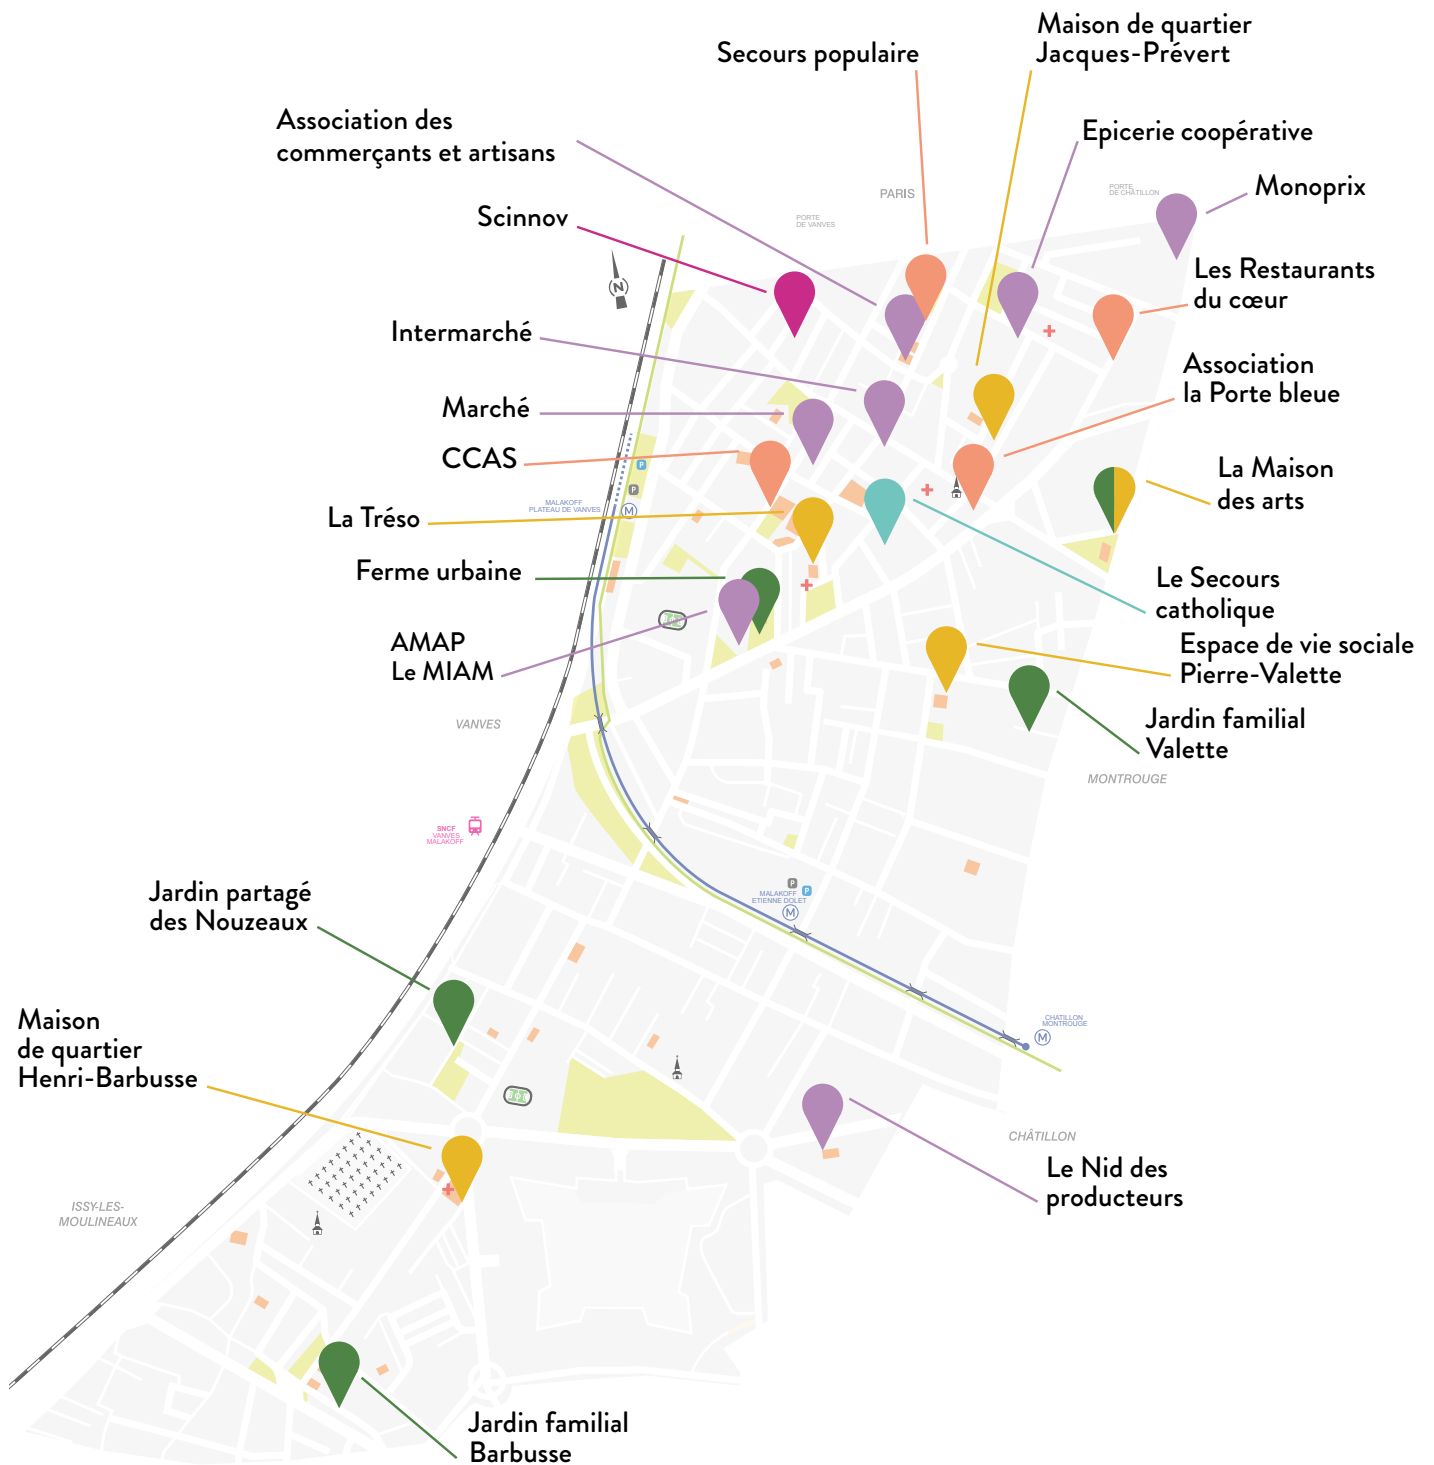 Maison de quartier
Jacques-Prévert
Secours populaire
Association des
commerçants et artisans
Epicerie coopérative
Monoprix
PARIS
PORTE
DE CHÂTILLON
PORTE
DE VANVES
Scinnov
Les Restaurants
du cœur
N
Intermarché
Association
la Porte bleue
Marché
CCAS
La Maison
des arts
P
P
MALAKOFF
PLATEAU DE VANVES
M
La Tréso
Ferme urbaine
Le Secours
catholique
AMAP
Le MIAM
Espace de vie sociale
Pierre-Valette
VANVES
Jardin familial
Valette
MONTROUGE
SNCF
VANVES
MALAKOFF
Jardin partagé
des Nouzeaux
P
P
MALAKOFF
ETIENNE DOLET
M
Maison
de quartier
Henri-Barbusse
CHATILLON
MONTROUGE
M
CHÂTILLON
Le Nid des
producteurs
ISSY-LES-
MOULINEAUX
Jardin familial
Barbusse